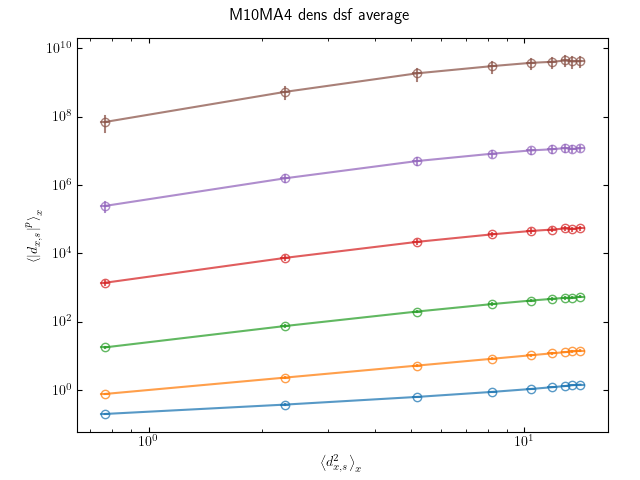 M10MA4 dens dsf average
10^{10}
10^{8}
10^{6}
10^{4}
10^{2}
10^{0}
⟨|d_{x,s}|^p⟩_x
10^{0} 10^{1}
⟨d^2_{x,s}⟩_x